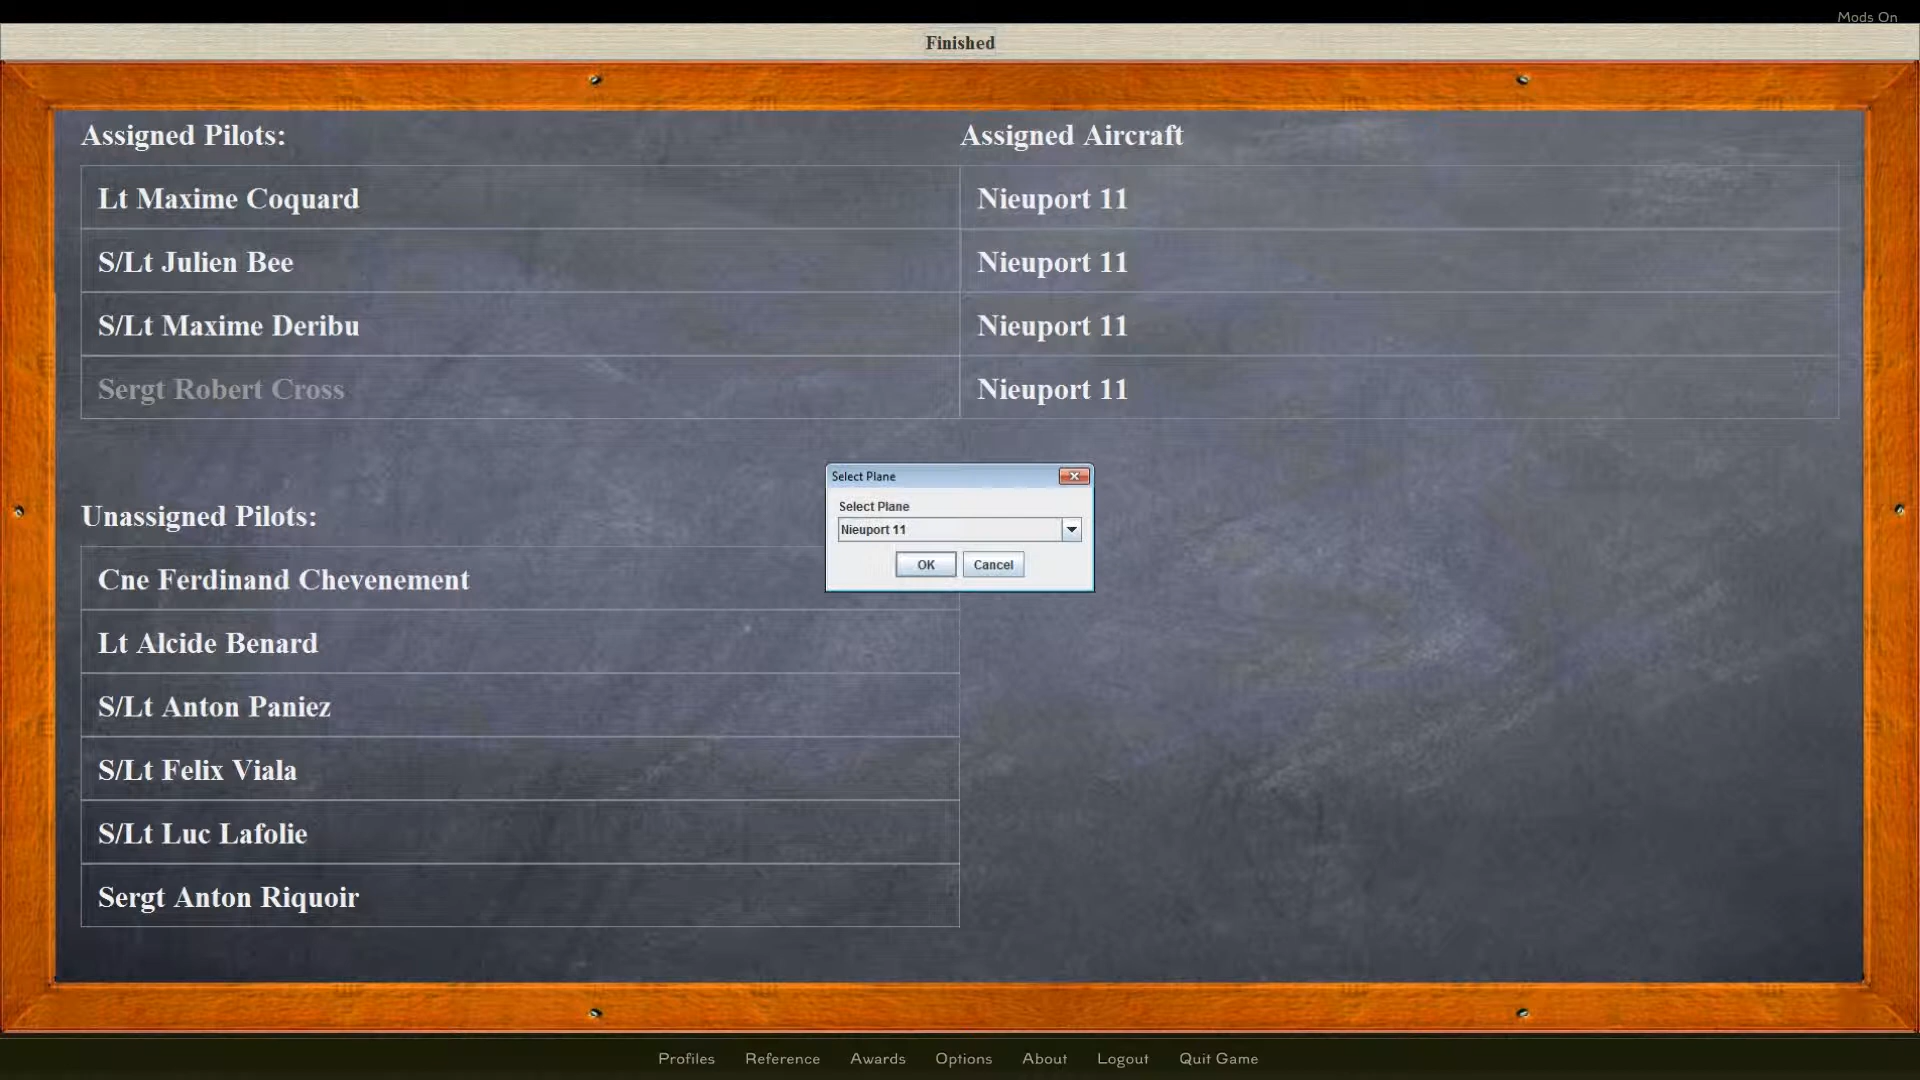 Mods On
Finished
Assigned Pilots:
Assigned Aircraft
Lt Maxime Coquard
Nieuport 11
S/Lt Julien Bee
Nieuport 11
S/Lt Maxime Deribu
Nieuport 11
Sergt Robert Cross
Nieuport 11
Select Plane
Select Plane
Nieuport 11
OK Cancel
Unassigned Pilots:
Cne Ferdinand Chevenement
Lt Alcide Benard
S/Lt Anton Paniez
S/Lt Felix Viala
S/Lt Luc Lafolie
Sergt Anton Riquoir
Profiles Reference Awards Options About Logout Quit Game